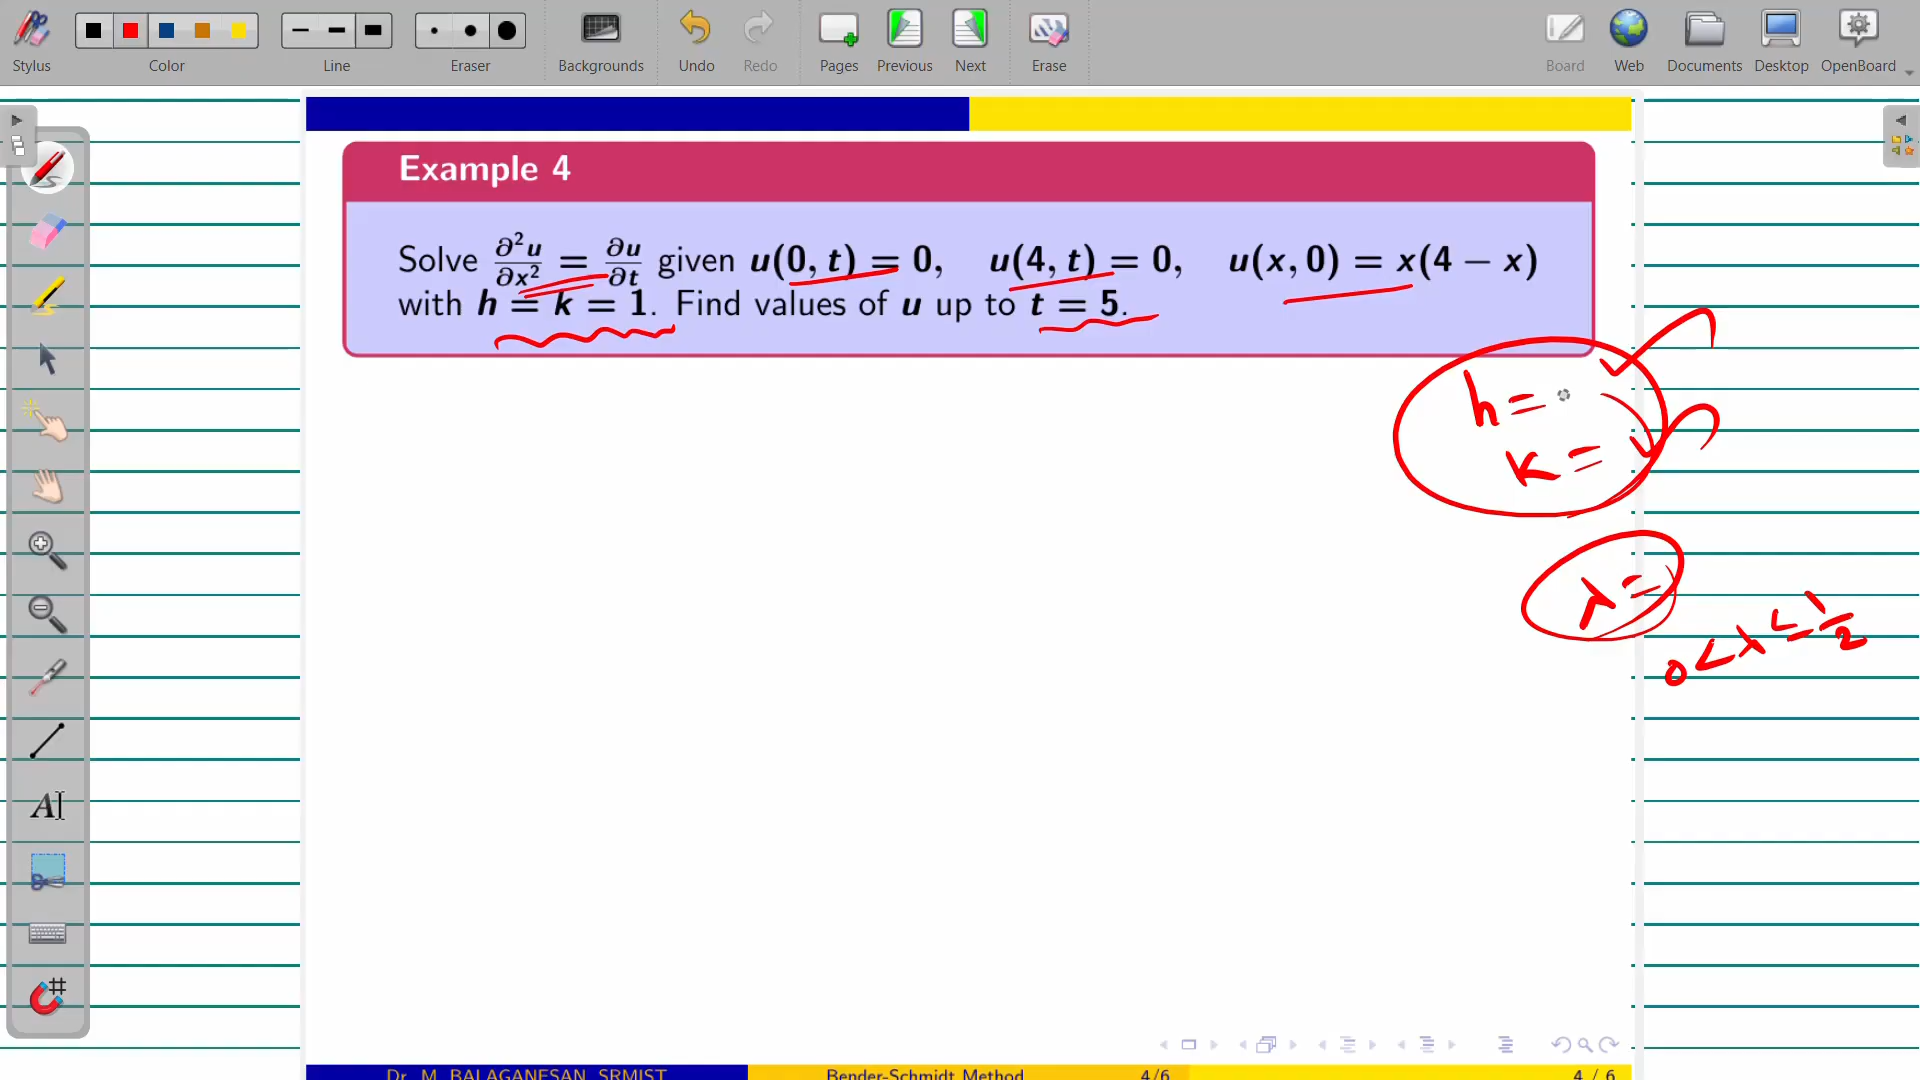 Stylus Color Line Eraser Backgrounds Undo Redo Pages Previous Next Erase Board Web Documents Desktop OpenBoard
Example 4
Solve ∂²u/∂x² = ∂u/∂t given u(0, t) = 0, u(4, t) = 0, u(x, 0) = x(4 − x)
with h = k = 1. Find values of u up to t = 5.
h =
k =
λ =
0 < λ ≤ 1/2
Dr. M. BALAGANESAN, SRMIST Bender-Schmidt Method 4/6 4 / 6